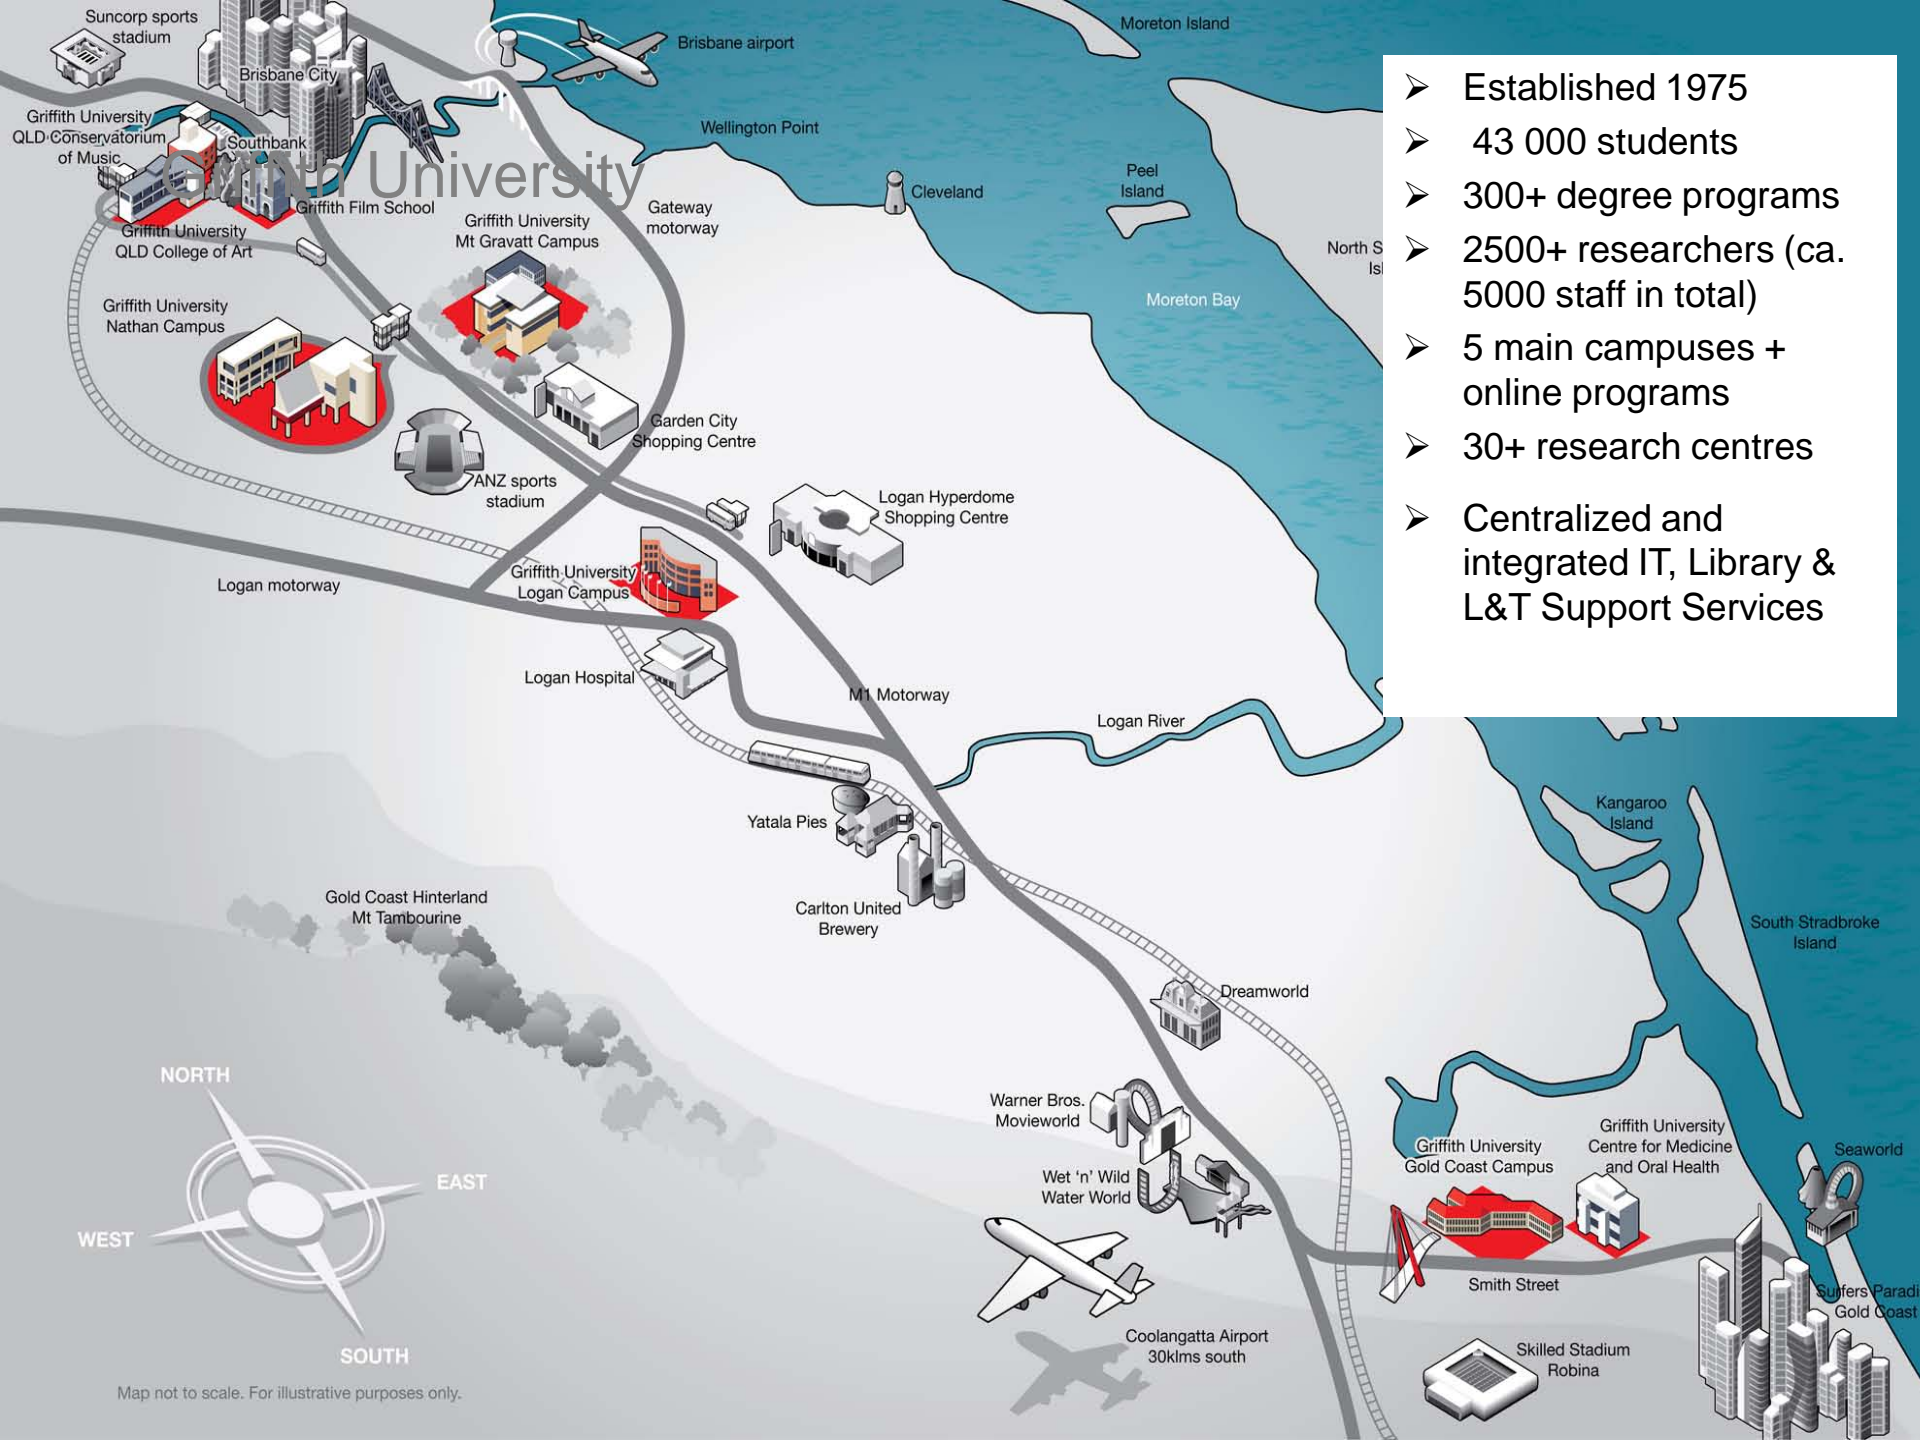 Suncorp sports
stadium
Brisbane City
Brisbane airport
Moreton Island
Griffith University
QLD Conservatorium
of Music
Southbank
Griffith University
Griffith Film School
Griffith University
QLD College of Art
Griffith University
Mt Gravatt Campus
Gateway
motorway
Wellington Point
Cleveland
Peel
Island
North S
Isl
Moreton Bay
Griffith University
Nathan Campus
Garden City
Shopping Centre
ANZ sports
stadium
Logan Hyperdome
Shopping Centre
Logan motorway
Griffith University
Logan Campus
Logan Hospital
M1 Motorway
Logan River
➢ Established 1975
➢ 43 000 students
➢ 300+ degree programs
➢ 2500+ researchers (ca.
5000 staff in total)
➢ 5 main campuses +
online programs
➢ 30+ research centres
➢ Centralized and
integrated IT, Library &
L&T Support Services
Yatala Pies
Carlton United
Brewery
Kangaroo
Island
South Stradbroke
Island
Gold Coast Hinterland
Mt Tambourine
Dreamworld
Warner Bros.
Movieworld
Wet ‘n’ Wild
Water World
Griffith University
Gold Coast Campus
Griffith University
Centre for Medicine
and Oral Health
Seaworld
Smith Street
Surfers Paradi
Gold Coast
Coolangatta Airport
30klms south
Skilled Stadium
Robina
NORTH
EAST
WEST
SOUTH
Map not to scale. For illustrative purposes only.